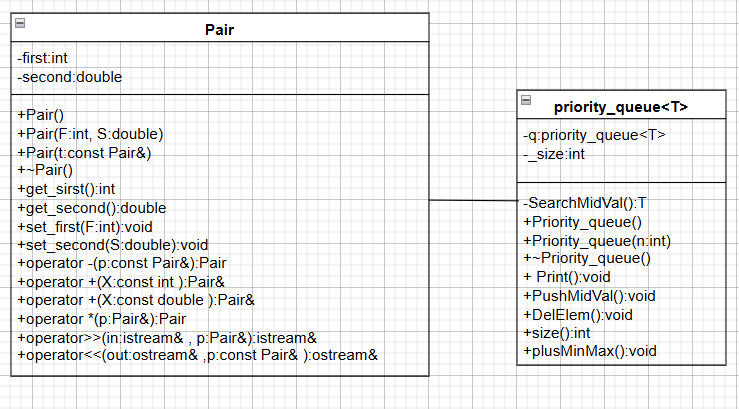 Pair
-first:int
-second:double
+Pair()
+Pair(F:int, S:double)
+Pair(t:const Pair&)
+~Pair()
+get_sirst():int
+get_second():double
+set_first(F:int):void
+set_second(S:double):void
+operator -(p:const Pair&):Pair
+operator +(X:const int ):Pair&
+operator +(X:const double ):Pair&
+operator *(p:Pair&):Pair
+operator>>(in:istream& , p:Pair&):istream&
+operator<<(out:ostream& ,p:const Pair& ):ostream&
priority_queue<T>
-q:priority_queue<T>
-_size:int
-SearchMidVal():T
+Priority_queue()
+Priority_queue(n:int)
+~Priority_queue()
+ Print():void
+PushMidVal():void
+DelElem():void
+size():int
+plusMinMax():void